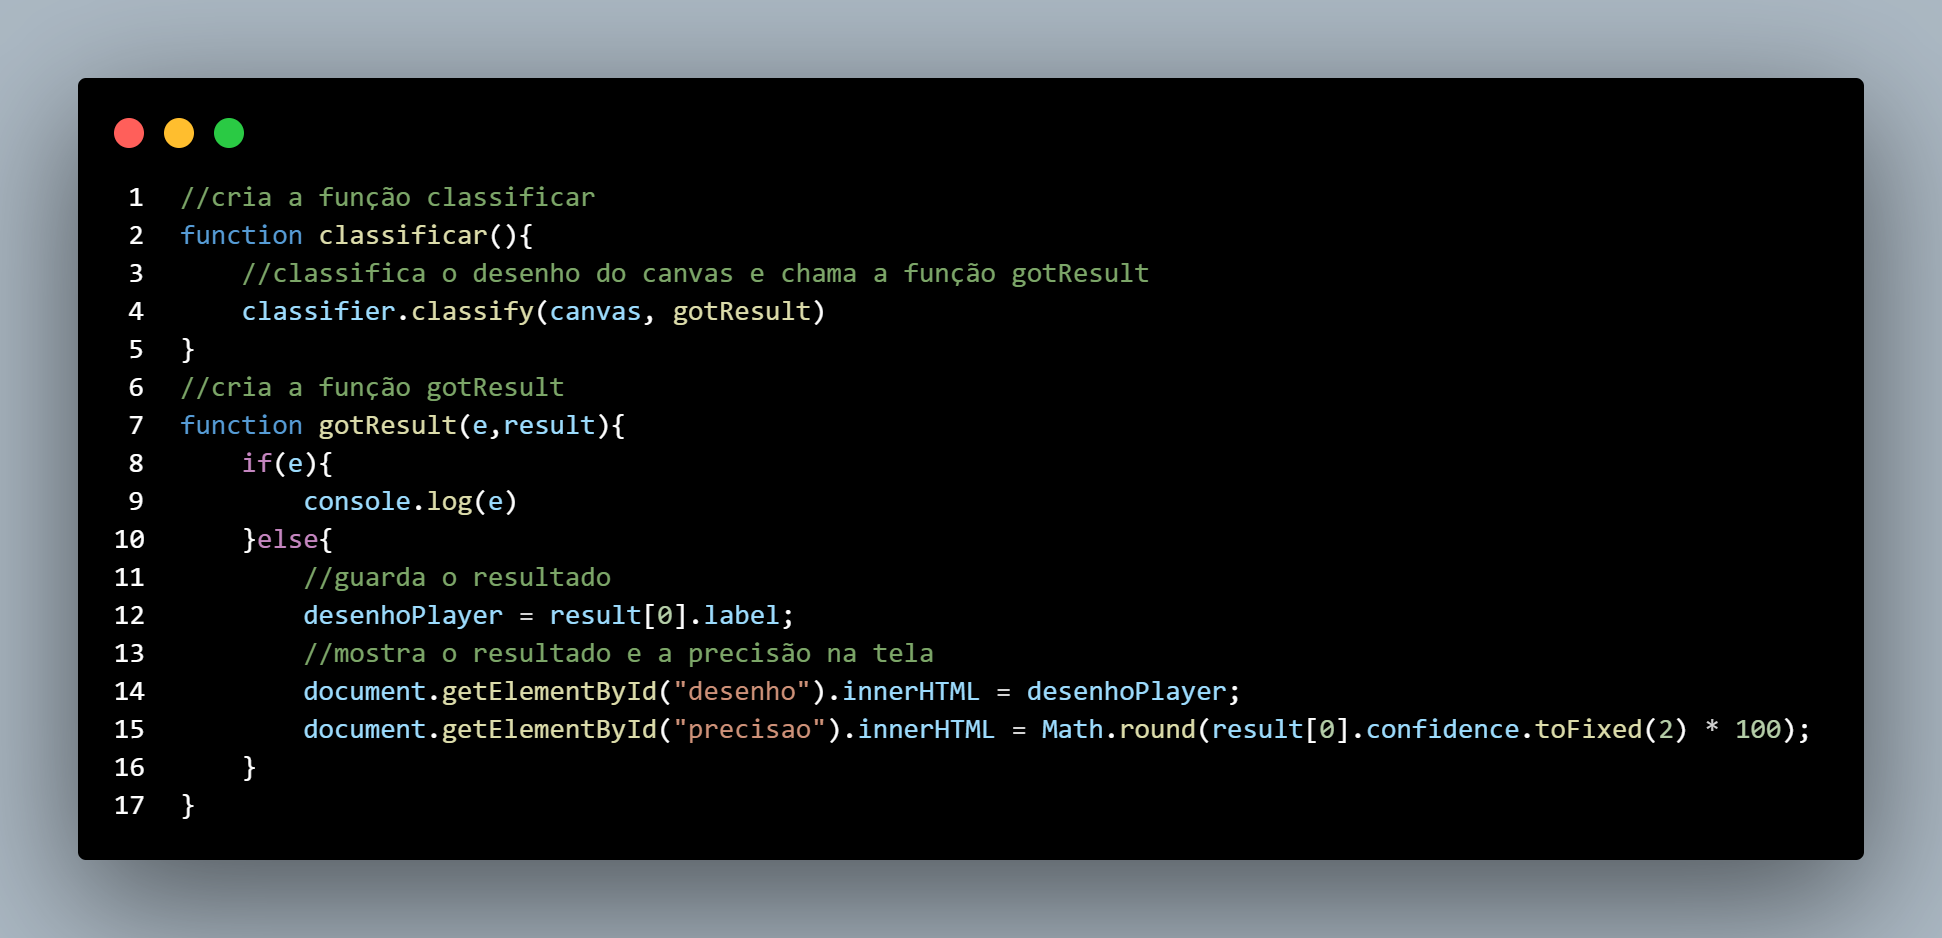 1 //cria a função classificar
2 function classificar(){
3     //classifica o desenho do canvas e chama a função gotResult
4     classifier.classify(canvas, gotResult)
5 }
6 //cria a função gotResult
7 function gotResult(e,result){
8     if(e){
9         console.log(e)
10     }else{
11         //guarda o resultado
12         desenhoPlayer = result[0].label;
13         //mostra o resultado e a precisão na tela
14         document.getElementById("desenho").innerHTML = desenhoPlayer;
15         document.getElementById("precisao").innerHTML = Math.round(result[0].confidence.toFixed(2) * 100);
16     }
17 }